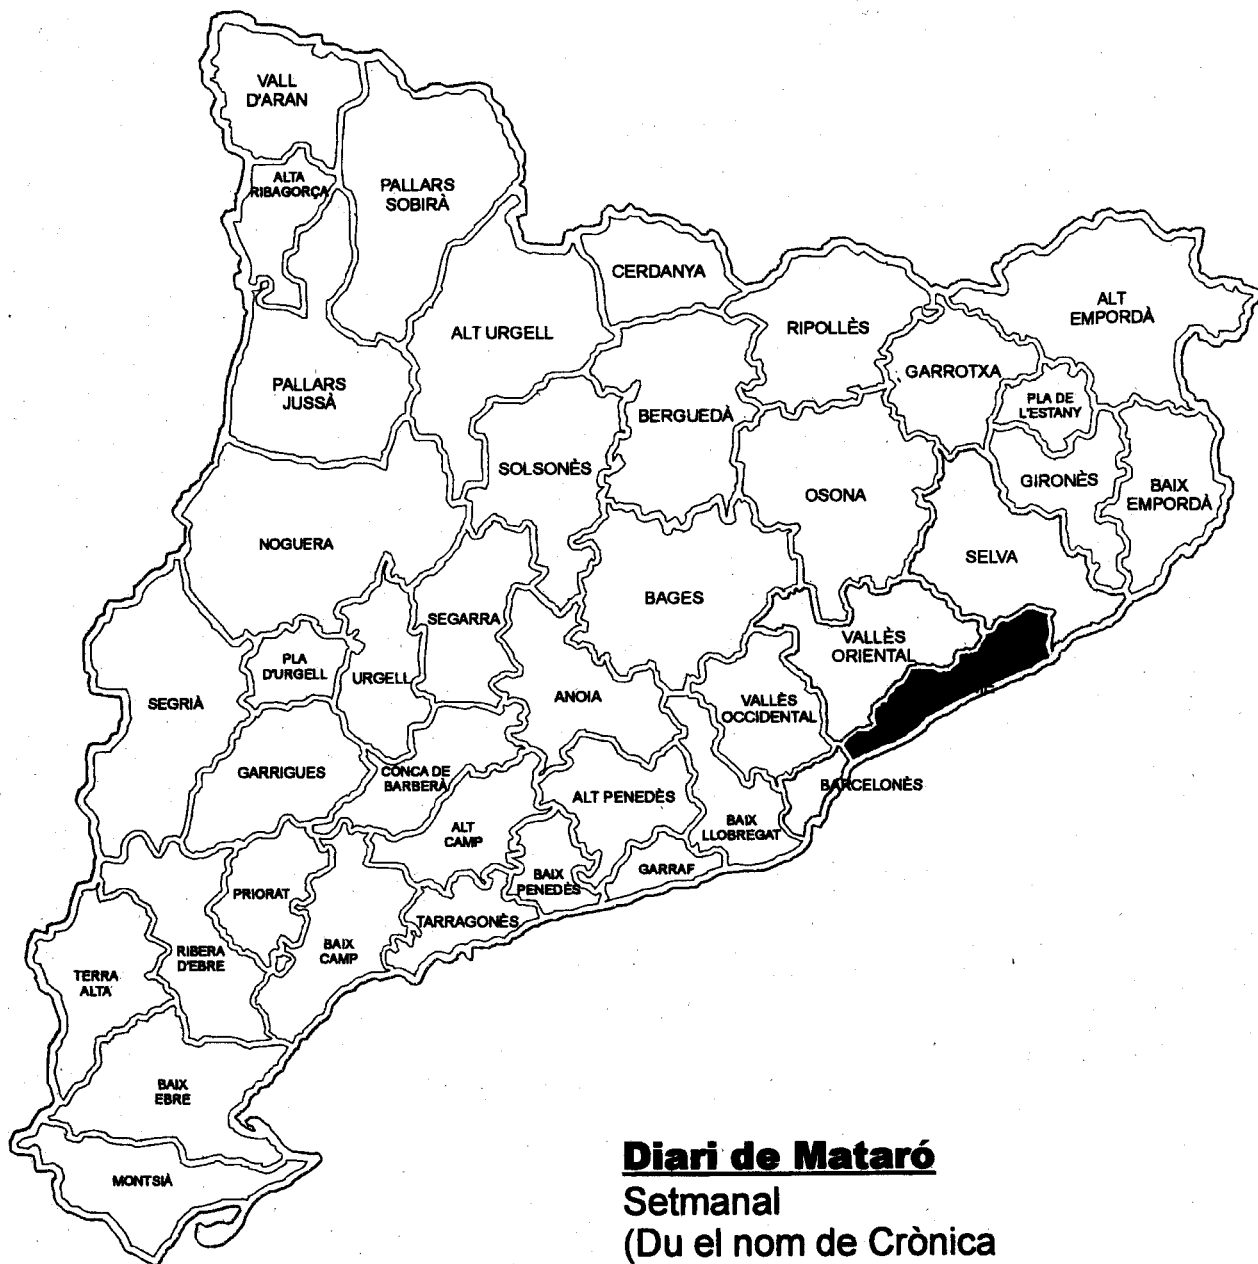 VALL
D'ARAN
ALTA
RIBAGORÇA
PALLARS
SOBIRÀ
CERDANYA
ALT
EMPORDÀ
RIPOLLÈS
ALT URGELL
GARROTXA
PALLARS
JUSSÀ
PLA DE
L'ESTANY
BERGUEDÀ
SOLSONÈS
GIRONÈS
BAIX
EMPORDÀ
OSONA
NOGUERA
SELVA
BAGES
SEGARRA
VALLÈS
ORIENTAL
PLA
D'URGELL
URGELL
ANOIA
SEGRIÀ
VALLÈS
OCCIDENTAL
GARRIGUES
CONCA DE
BARBERÀ
BARCELONÈS
ALT PENEDÈS
ALT
CAMP
BAIX
LLOBREGAT
GARRAF
BAIX
PENEDÈS
PRIORAT
TARRAGONÈS
BAIX
CAMP
RIBERA
D'EBRE
TERRA
ALTA
BAIX
EBRE
MONTSIÀ
Diari de Mataró
Setmanal
(Du el nom de Crònica